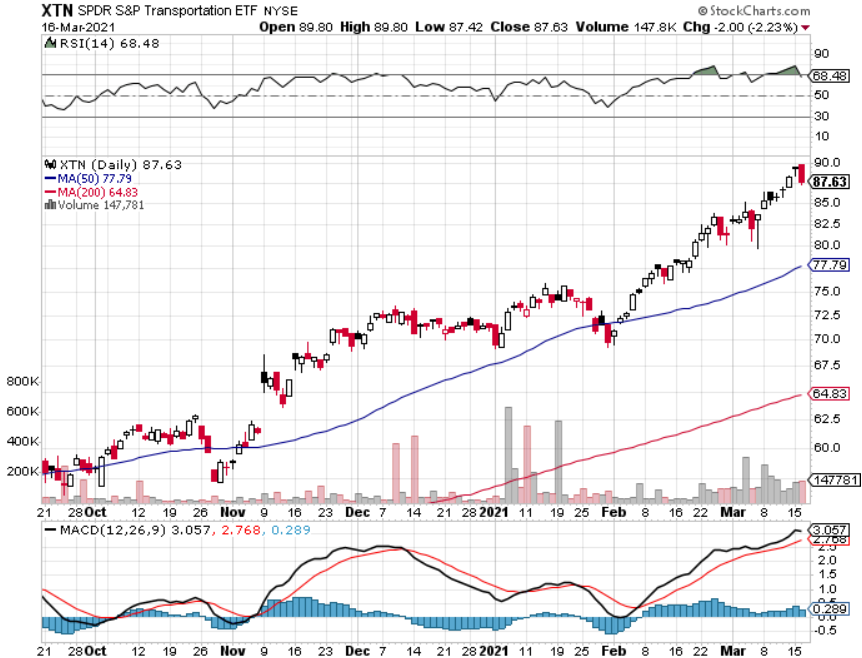 XTN SPDR S&P Transportation ETF NYSE © StockCharts.com
16-Mar-2021 Open 89.80 High 89.80 Low 87.42 Close 87.63 Volume 147.8K Chg -2.00 (-2.23%)
RSI(14) 68.48
90
68.48
50
30
10
XTN (Daily) 87.63
MA(50) 77.79
MA(200) 64.83
Volume 147,781
90.0
87.63
85.0
82.5
80.0
77.79
75.0
72.5
70.0
67.5
64.83
62.5
60.0
147781
800K
600K
400K
200K
21 28 Oct 12 19 26 Nov 9 16 23 Dec 7 14 21 28 2021 11 19 25 Feb 8 16 22 Mar 8 15
MACD(12,26,9) 3.057, 2.768, 0.289
3.057
2.768
2.5
2.0
1.5
1.0
0.289
0.0
-0.5
21 28 Oct 12 19 26 Nov 9 16 23 Dec 7 14 21 28 2021 11 19 25 Feb 8 16 22 Mar 8 15